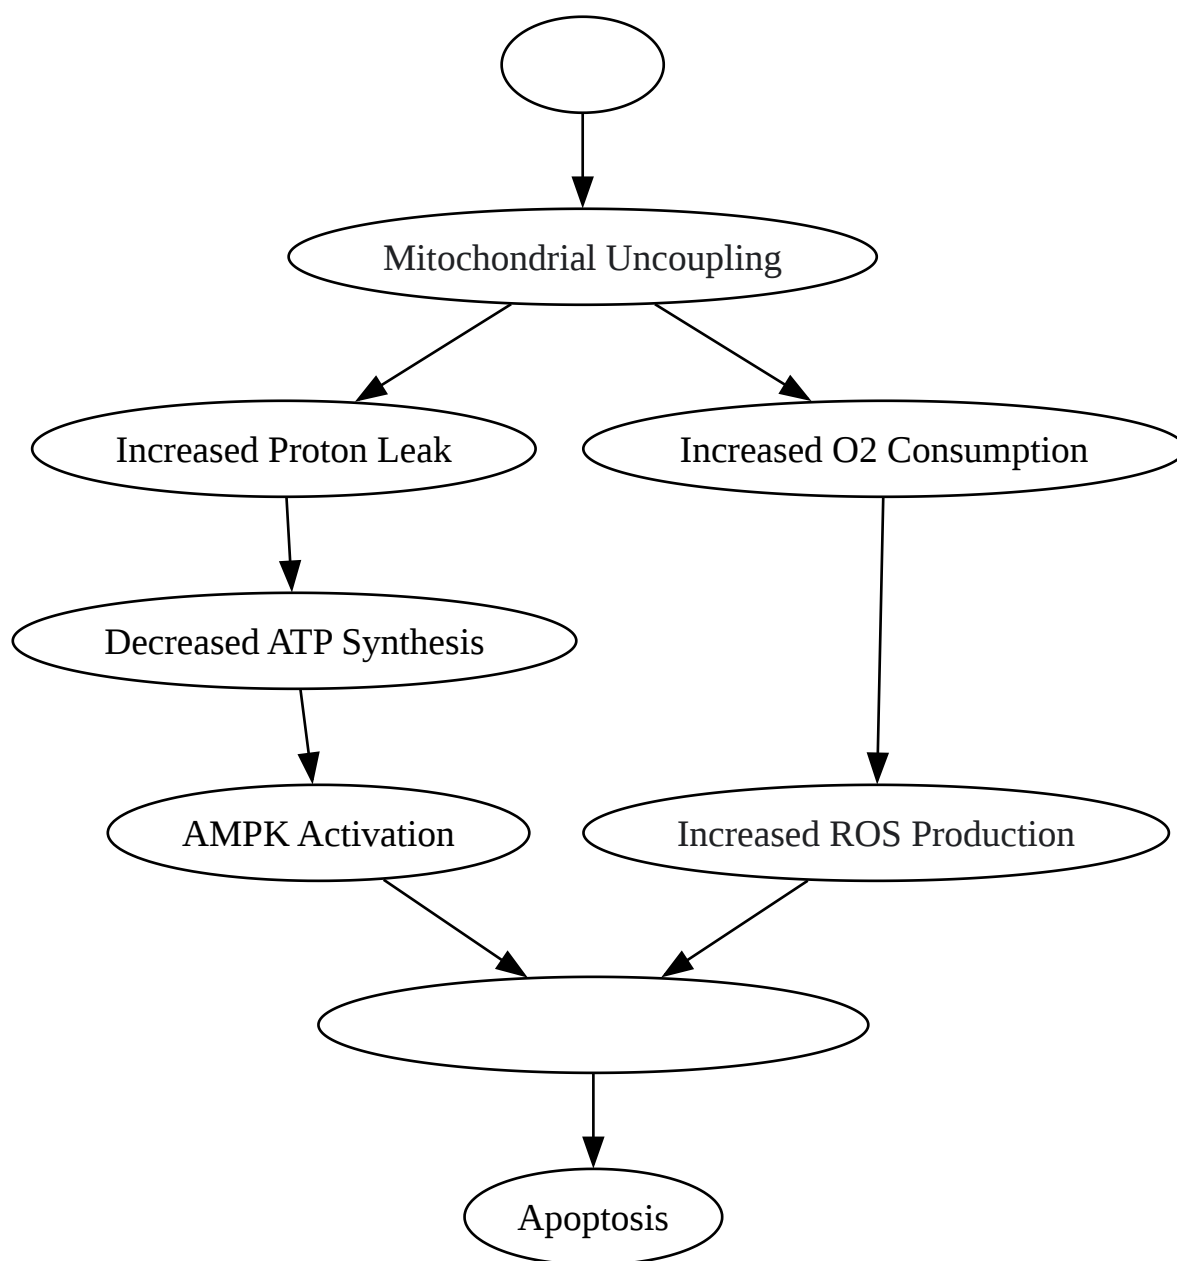 Mitochondrial Uncoupling
Increased Proton Leak
Increased O2 Consumption
Decreased ATP Synthesis
AMPK Activation
Increased ROS Production
Apoptosis